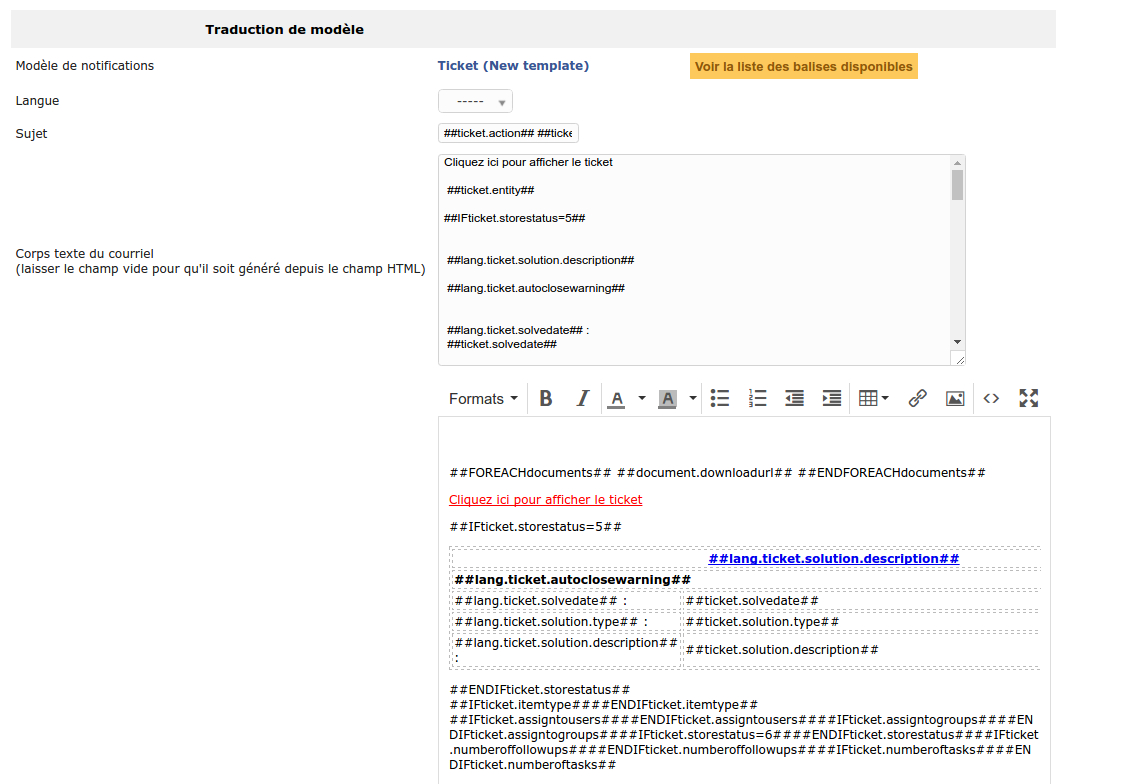 Traduction de modèle
Modèle de notifications
Ticket (New template)
Voir la liste des balises disponibles
Langue
-----
Sujet
##ticket.action## ##ticke
Corps texte du courriel
(laisser le champ vide pour qu'il soit généré depuis le champ HTML)
Cliquez ici pour afficher le ticket
##ticket.entity##
##IFticket.storestatus=5##
##lang.ticket.solution.description##
##lang.ticket.autoclosewarning##
##lang.ticket.solvedate## :
##ticket.solvedate##
Formats
##FOREACHdocuments## ##document.downloadurl## ##ENDFOREACHdocuments##
Cliquez ici pour afficher le ticket
##IFticket.storestatus=5##
##lang.ticket.solution.description##
##lang.ticket.autoclosewarning##
##lang.ticket.solvedate## :
##ticket.solvedate##
##lang.ticket.solution.type## :
##ticket.solution.type##
##lang.ticket.solution.description##
:
##ticket.solution.description##
##ENDIFticket.storestatus##
##IFticket.itemtype####ENDIFticket.itemtype##
##IFticket.assigntousers####ENDIFticket.assigntousers####IFticket.assigntogroups####EN
DIFticket.assigntogroups####IFticket.storestatus=6####ENDIFticket.storestatus####IFticket
.numberoffollowups####ENDIFticket.numberoffollowups####IFticket.numberoftasks####EN
DIFticket.numberoftasks##